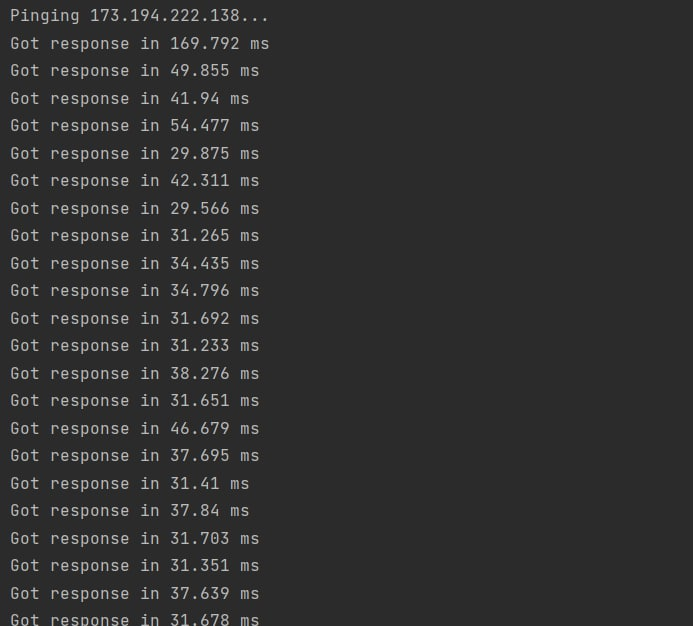 Pinging 173.194.222.138...
Got response in 169.792 ms
Got response in 49.855 ms
Got response in 41.94 ms
Got response in 54.477 ms
Got response in 29.875 ms
Got response in 42.311 ms
Got response in 29.566 ms
Got response in 31.265 ms
Got response in 34.435 ms
Got response in 34.796 ms
Got response in 31.692 ms
Got response in 31.233 ms
Got response in 38.276 ms
Got response in 31.651 ms
Got response in 46.679 ms
Got response in 37.695 ms
Got response in 31.41 ms
Got response in 37.84 ms
Got response in 31.703 ms
Got response in 31.351 ms
Got response in 37.639 ms
Got response in 31.678 ms